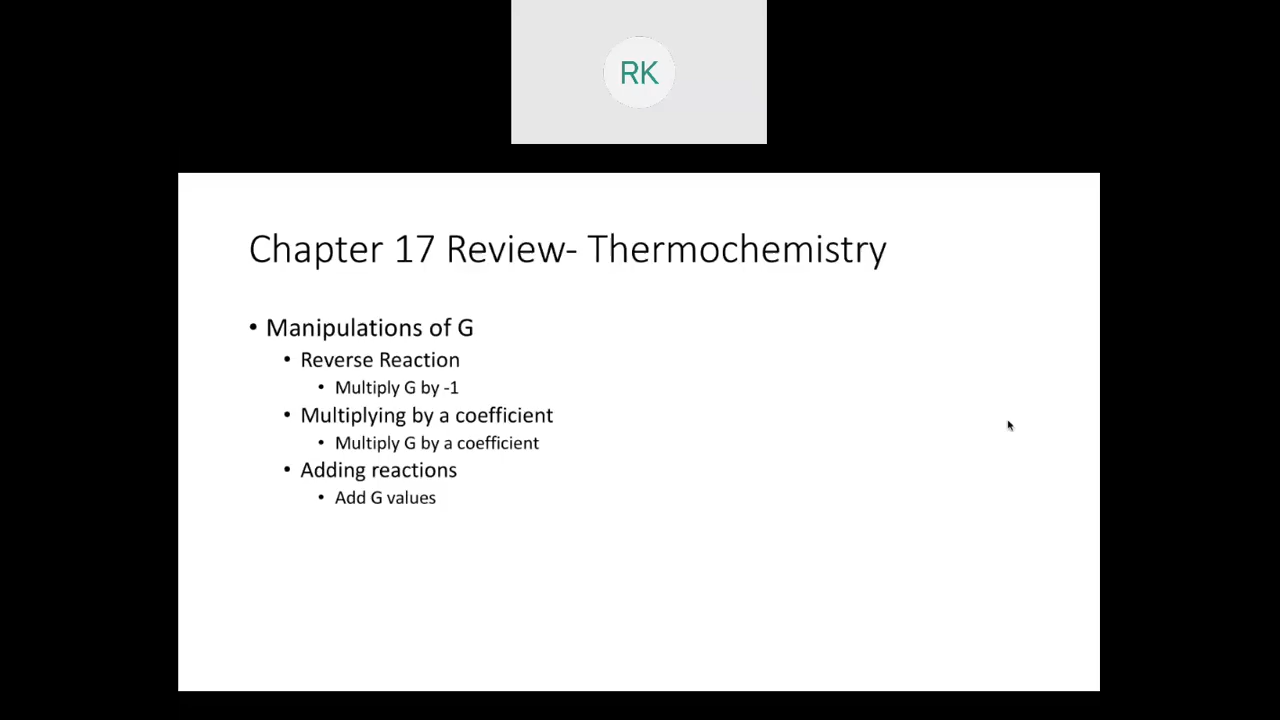 RK
Chapter 17 Review- Thermochemistry
• Manipulations of G
• Reverse Reaction
• Multiply G by -1
• Multiplying by a coefficient
• Multiply G by a coefficient
• Adding reactions
• Add G values